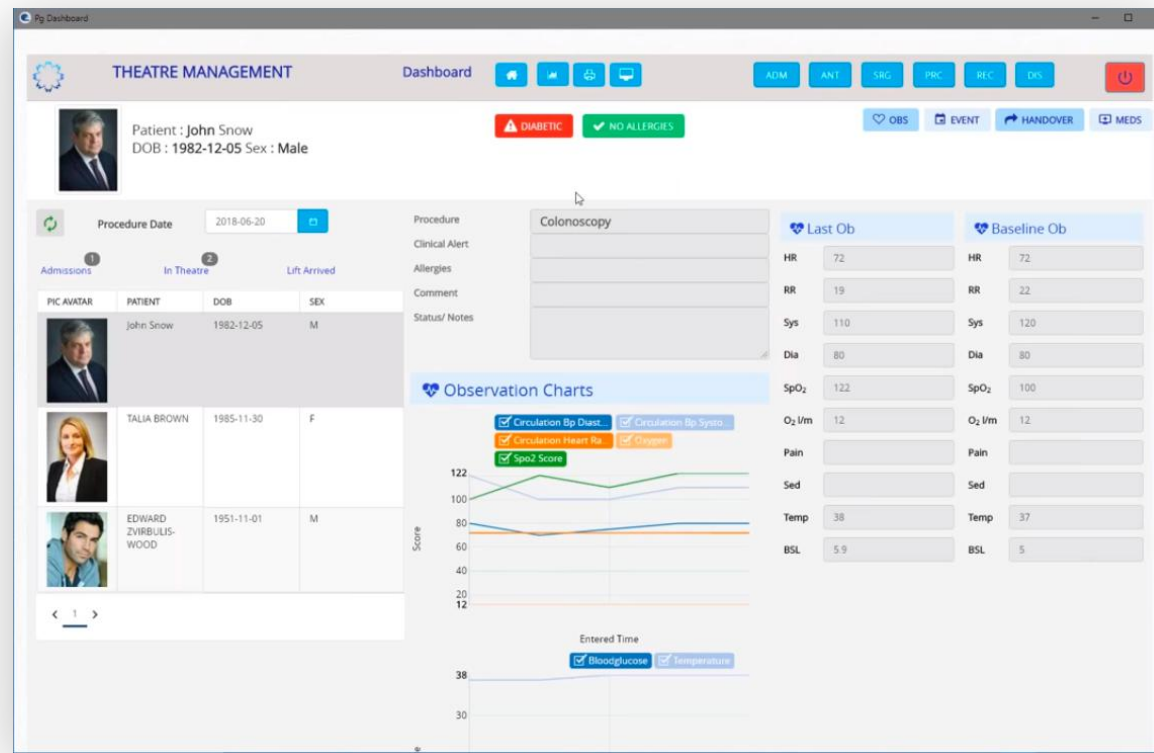 Pg Dashboard
THEATRE MANAGEMENT
Dashboard
ADM ANT SRG PRC REC DIS
Patient : John Snow
DOB : 1982-12-05 Sex : Male
DIABETIC
NO ALLERGIES
OBS EVENT HANDOVER MEDS
Procedure Date 2018-06-20
Admissions 1 In Theatre 2 Lift Arrived
PIC AVATAR PATIENT DOB SEX
John Snow 1982-12-05 M
TALIA BROWN 1985-11-30 F
EDWARD 1951-11-01 M
ZVIRBULIS-
WOOD
1
Procedure Colonoscopy
Clinical Alert
Allergies
Comment
Status/ Notes
Observation Charts
Circulation Bp Diast... Circulation Bp Systo...
Circulation Heart Ra... Oxygen
Spo2 Score
122
100
80
60
40
20
12
Score
Entered Time
Bloodglucose Temperature
38
30
Last Ob
HR 72
RR 19
Sys 110
Dia 80
SpO₂ 122
O₂ l/m 12
Pain
Sed
Temp 38
BSL 5.9
Baseline Ob
HR 72
RR 22
Sys 120
Dia 80
SpO₂ 100
O₂ l/m 12
Pain
Sed
Temp 37
BSL 5